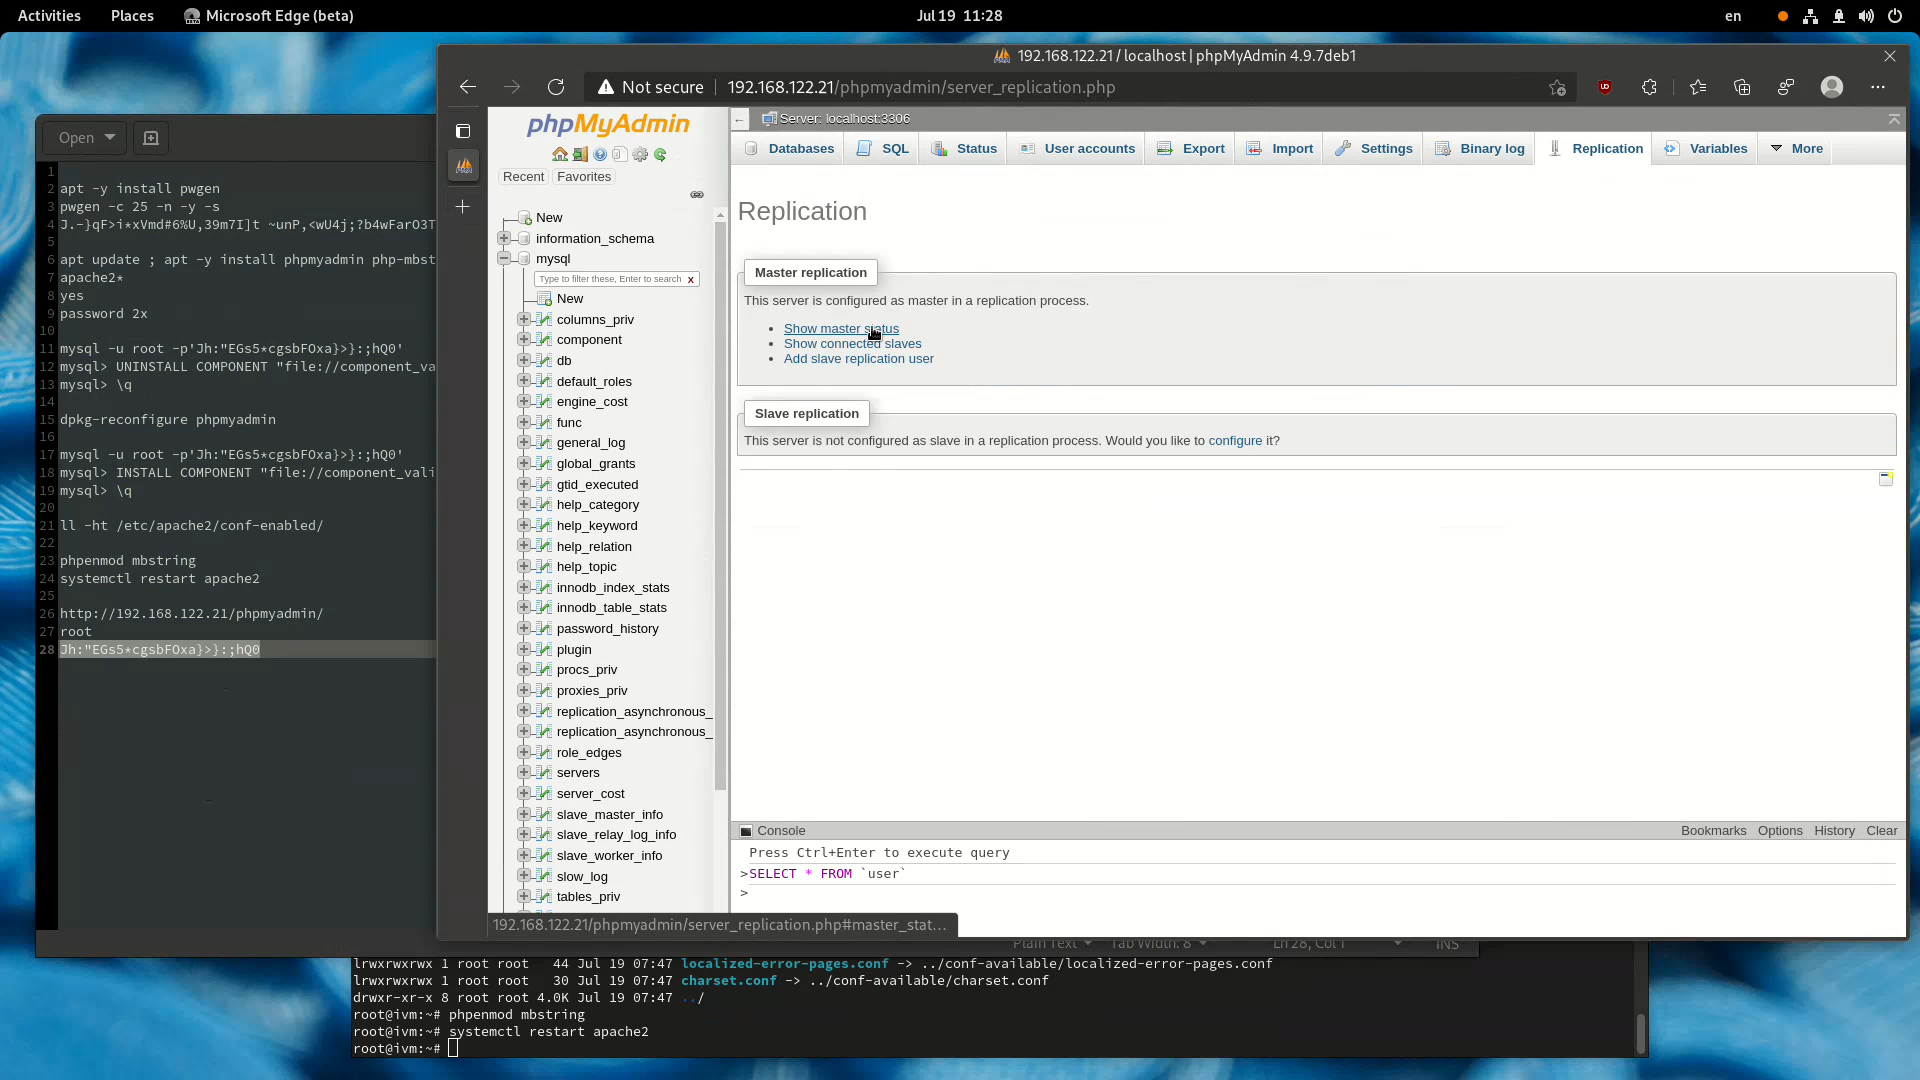 Activities Places Microsoft Edge (beta) Jul 19 11:28 en
192.168.122.21 / localhost | phpMyAdmin 4.9.7deb1
Not secure 192.168.122.21/phpmyadmin/server_replication.php
Open
1
2 apt -y install pwgen
3 pwgen -c 25 -n -y -s
4 J.-}qF>i*xVmd#6%U,39m7I]t ~unP,<wU4j;?b4wFarO3T
5
6 apt update ; apt -y install phpmyadmin php-mbst
7 apache2*
8 yes
9 password 2x
10
11 mysql -u root -p'Jh:"EGs5*cgsbFOxa}>}:;hQ0'
12 mysql> UNINSTALL COMPONENT "file://component_va
13 mysql> \q
14
15 dpkg-reconfigure phpmyadmin
16
17 mysql -u root -p'Jh:"EGs5*cgsbFOxa}>}:;hQ0'
18 mysql> INSTALL COMPONENT "file://component_vali
19 mysql> \q
20
21 ll -ht /etc/apache2/conf-enabled/
22
23 phpenmod mbstring
24 systemctl restart apache2
25
26 http://192.168.122.21/phpmyadmin/
27 root
28 Jh:"EGs5*cgsbFOxa}>}:;hQ0
phpMyAdmin
Recent Favorites
New
information_schema
mysql
Type to filter these, Enter to search X
New
columns_priv
component
db
default_roles
engine_cost
func
general_log
global_grants
gtid_executed
help_category
help_keyword
help_relation
help_topic
innodb_index_stats
innodb_table_stats
password_history
plugin
procs_priv
proxies_priv
replication_asynchronous_
replication_asynchronous_
role_edges
servers
server_cost
slave_master_info
slave_relay_log_info
slave_worker_info
slow_log
tables_priv
Server: localhost:3306
Databases SQL Status User accounts Export Import Settings Binary log Replication Variables More
Replication
Master replication
This server is configured as master in a replication process.
Show master status
Show connected slaves
Add slave replication user
Slave replication
This server is not configured as slave in a replication process. Would you like to configure it?
Console Bookmarks Options History Clear
Press Ctrl+Enter to execute query
>SELECT * FROM `user`
>
192.168.122.21/phpmyadmin/server_replication.php#master_stat...
Plain Text Tab Width: 8 Ln 28, Col 1 INS
lrwxrwxrwx 1 root root 44 Jul 19 07:47 localized-error-pages.conf -> ../conf-available/localized-error-pages.conf
lrwxrwxrwx 1 root root 30 Jul 19 07:47 charset.conf -> ../conf-available/charset.conf
drwxr-xr-x 8 root root 4.0K Jul 19 07:47 ../
root@ivm:~# phpenmod mbstring
root@ivm:~# systemctl restart apache2
root@ivm:~#